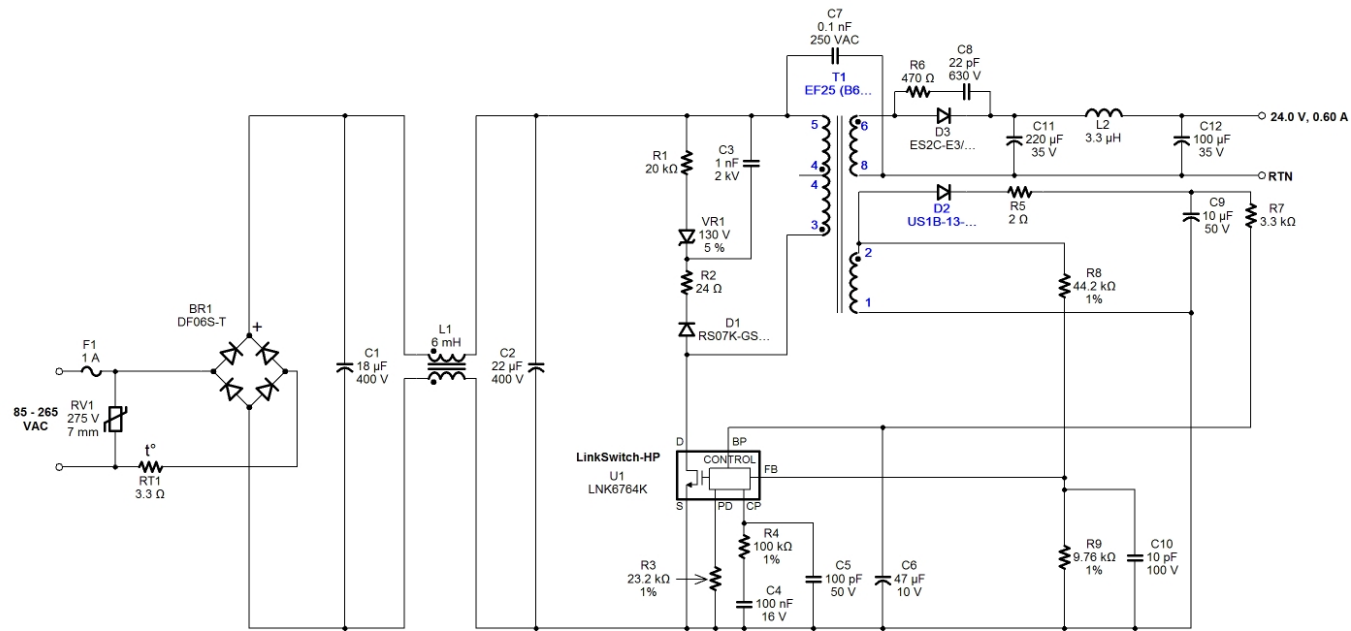 C7
0.1 nF
250 VAC
T1
EF25 (B6...
R6
470 Ω
C8
22 pF
630 V
D3
ES2C-E3/...
C11
220 µF
35 V
L2
3.3 µH
C12
100 µF
35 V
24.0 V, 0.60 A
RTN
5
4
4
3
6
8
2
1
R1
20 kΩ
C3
1 nF
2 kV
VR1
130 V
5 %
R2
24 Ω
D1
RS07K-GS...
D2
US1B-13-...
R5
2 Ω
C9
10 µF
50 V
R7
3.3 kΩ
R8
44.2 kΩ
1%
BR1
DF06S-T
+
F1
1 A
85 - 265
VAC
RV1
275 V
7 mm
t°
RT1
3.3 Ω
C1
18 µF
400 V
L1
6 mH
C2
22 µF
400 V
LinkSwitch-HP
U1
LNK6764K
D
BP
CONTROL
FB
S
PD
CP
R3
23.2 kΩ
1%
R4
100 kΩ
1%
C4
100 nF
16 V
C5
100 pF
50 V
C6
47 µF
10 V
R9
9.76 kΩ
1%
C10
10 pF
100 V